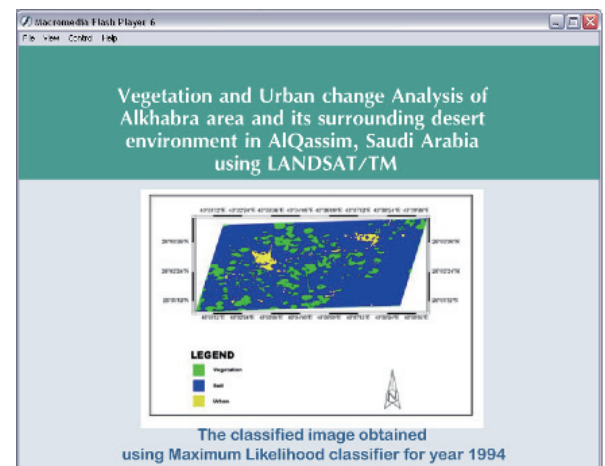 Macromedia Flash Player 6
File View Control Help
Vegetation and Urban change Analysis of
Alkhabra area and its surrounding desert
environment in AlQassim, Saudi Arabia
using LANDSAT/TM
LEGEND
Vegetation
Soil
Urban
The classified image obtained
using Maximum Likelihood classifier for year 1994